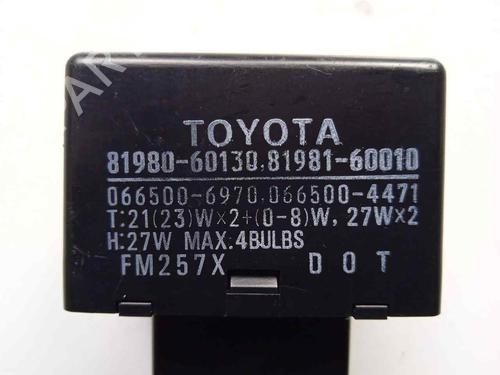 TOYOTA
81980-60130,81981-60010
066500-6970,066500-4471
T:21(23)W×2+(0-8)W, 27W×2
H:27W MAX.4BULBS
FM257X DOT